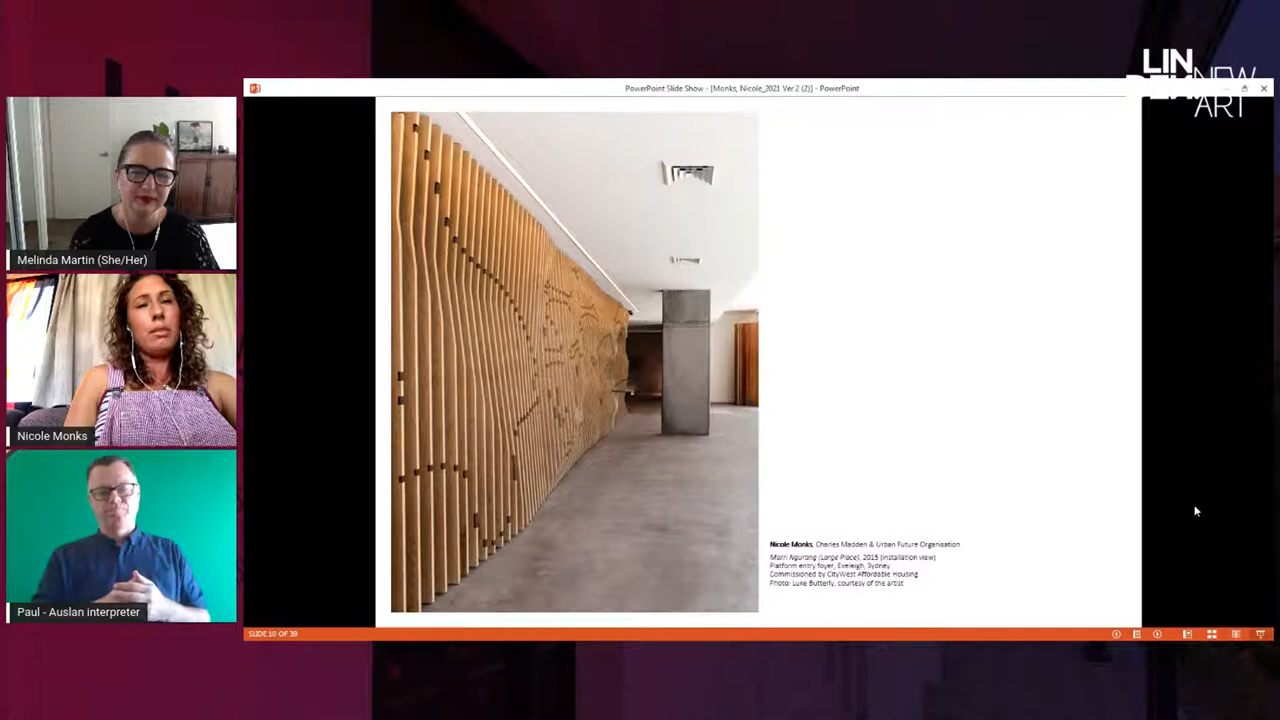 LIN
DEN NEW
ART
PowerPoint Slide Show - [Monks, Nicole_2021 Ver 2 (2)] - PowerPoint
Melinda Martin (She/Her)
Nicole Monks
Paul - Auslan interpreter
Nicole Monks, Charles Madden & Urban Future Organisation
Marri Ngurang (Large Place), 2015 (installation view)
Platform entry foyer, Eveleigh, Sydney
Commissioned by CityWest Affordable Housing
Photo: Luke Butterly, courtesy of the artist
SLIDE 10 OF 39